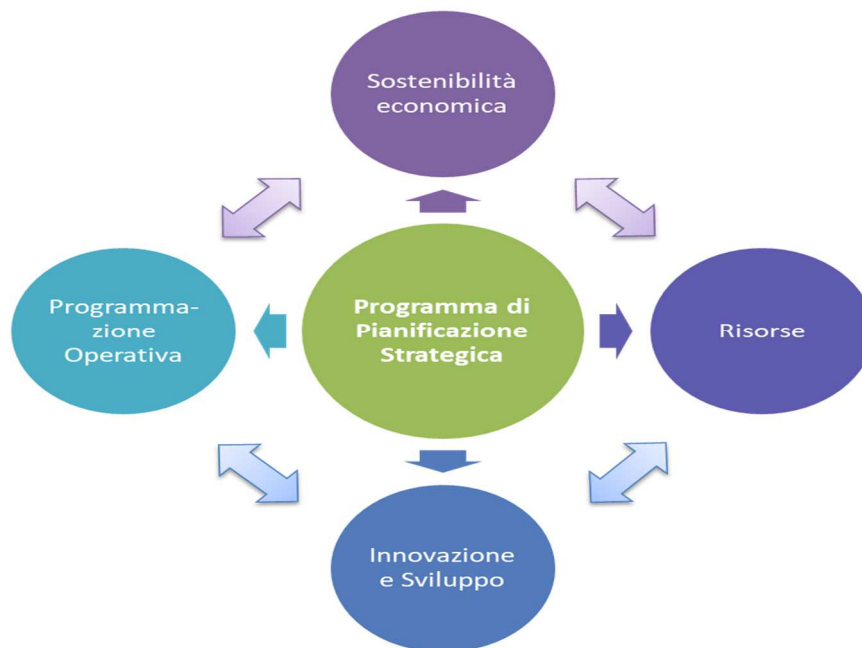 Sostenibilità
economica
Programma-
zione
Operativa
Programma di
Pianificazione
Strategica
Risorse
Innovazione
e Sviluppo